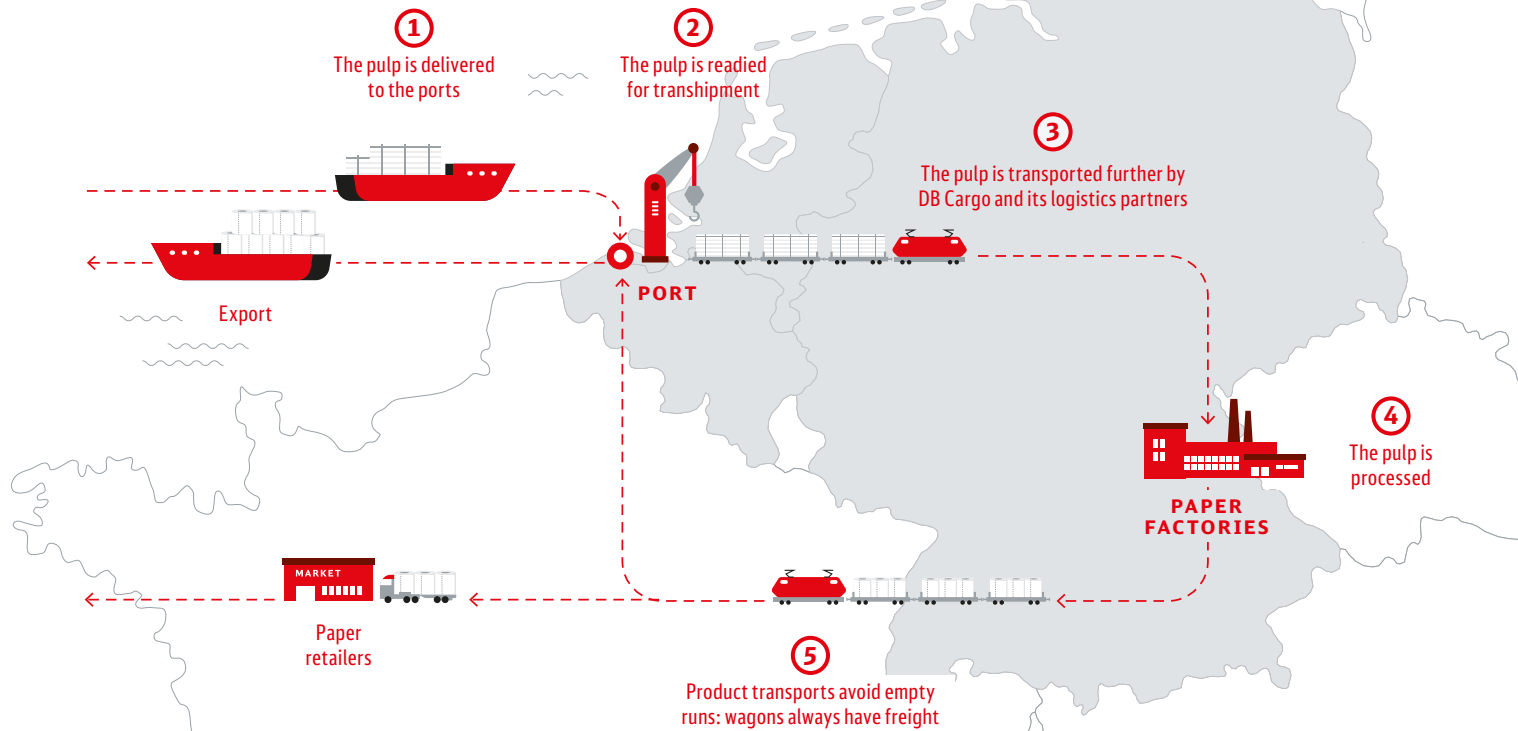 1
The pulp is delivered
to the ports
2
The pulp is readied
for transhipment
3
The pulp is transported further by
DB Cargo and its logistics partners
PORT
Export
4
The pulp is
processed
PAPER
FACTORIES
MARKET
Paper
retailers
5
Product transports avoid empty
runs: wagons always have freight